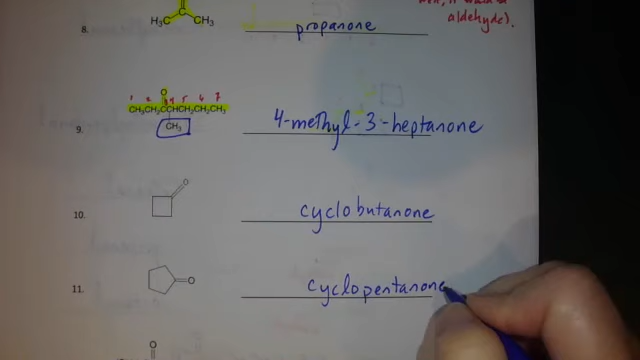 aldehyde).
O
H₃C C CH₃
8. propanone
1 2 3 4 5 6 7
O
CH₃CH₂CCHCH₂CH₂CH₃
CH₃
9. 4-methyl-3-heptanone
O
10. cyclobutanone
11. O cyclopentanone
O